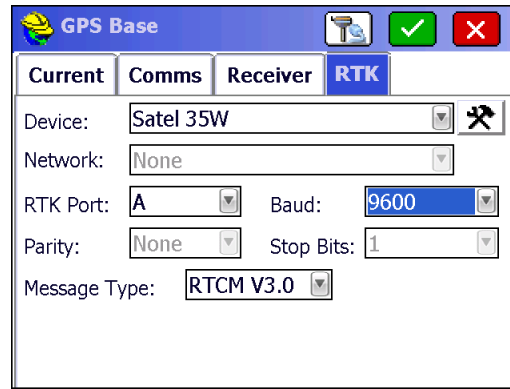 GPS Base
Current Comms Receiver RTK
Device: Satel 35W
Network: None
RTK Port: A Baud: 9600
Parity: None Stop Bits: 1
Message Type: RTCM V3.0